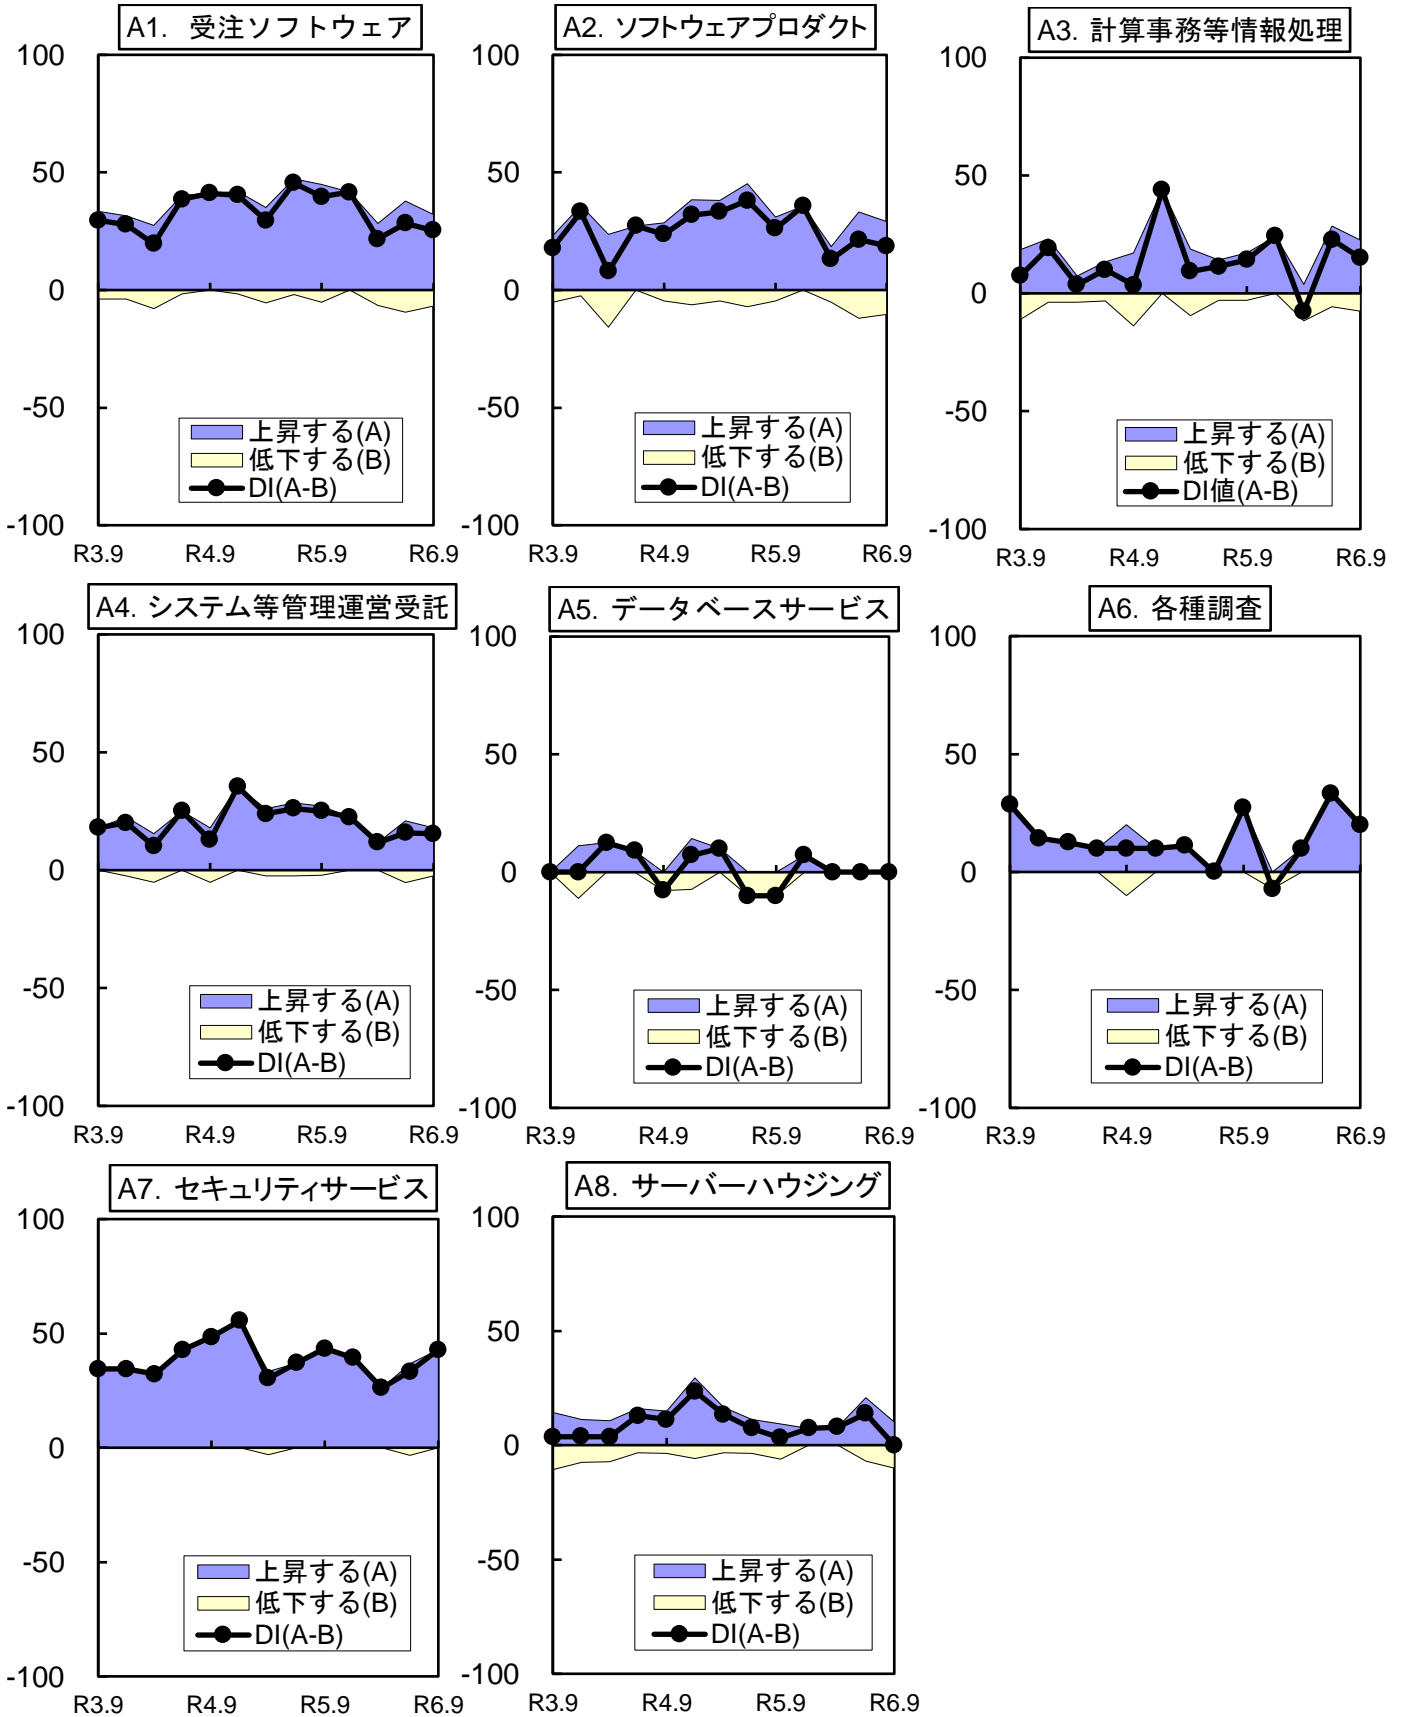 A1. 受注ソフトウェア
100
50
0
-50
-100
上昇する(A)
低下する(B)
DI(A-B)
R3.9 R4.9 R5.9 R6.9
A2. ソフトウェアプロダクト
100
50
0
-50
-100
上昇する(A)
低下する(B)
DI(A-B)
R3.9 R4.9 R5.9 R6.9
A3. 計算事務等情報処理
100
50
0
-50
-100
上昇する(A)
低下する(B)
DI値(A-B)
R3.9 R4.9 R5.9 R6.9
A4. システム等管理運営受託
100
50
0
-50
-100
上昇する(A)
低下する(B)
DI(A-B)
R3.9 R4.9 R5.9 R6.9
A5. データベースサービス
100
50
0
-50
-100
上昇する(A)
低下する(B)
DI(A-B)
R3.9 R4.9 R5.9 R6.9
A6. 各種調査
100
50
0
-50
-100
上昇する(A)
低下する(B)
DI(A-B)
R3.9 R4.9 R5.9 R6.9
A7. セキュリティサービス
100
50
0
-50
-100
上昇する(A)
低下する(B)
DI(A-B)
R3.9 R4.9 R5.9 R6.9
A8. サーバーハウジング
100
50
0
-50
-100
上昇する(A)
低下する(B)
DI(A-B)
R3.9 R4.9 R5.9 R6.9